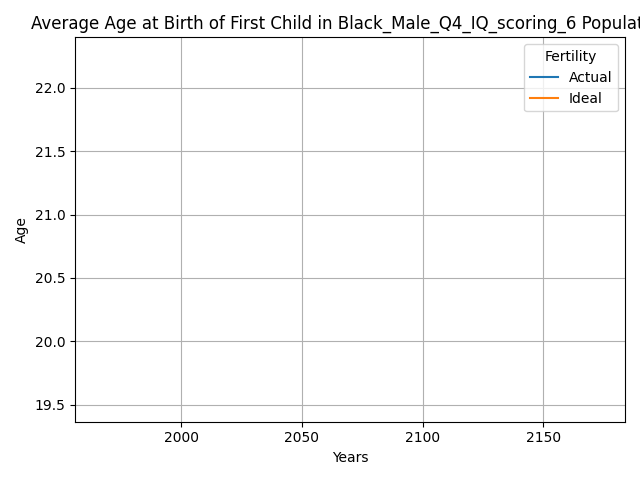 Average Age at Birth of First Child in Black_Male_Q4_IQ_scoring_6 Populat
Fertility
Actual
Ideal
22.0
21.5
21.0
20.5
20.0
19.5
Age
2000 2050 2100 2150
Years